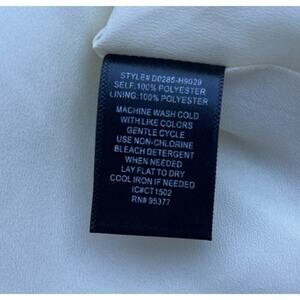 STYLE# D0285-H9029
SELF:100% POLYESTER
LINING:100% POLYESTER
MACHINE WASH COLD
WITH LIKE COLORS
GENTLE CYCLE
USE NON-CHLORINE
BLEACH DETERGENT
WHEN NEEDED
LAY FLAT TO DRY
COOL IRON IF NEEDED
IC#CT1502
RN# 95377